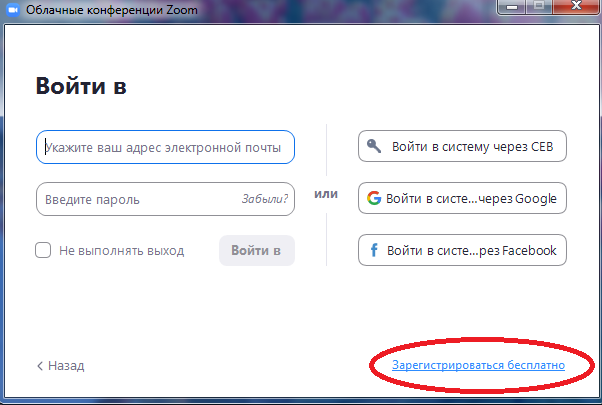 Облачные конференции Zoom
Войти в
Укажите ваш адрес электронной почты
Введите пароль Забыли?
Не выполнять выход Войти в
или
Войти в систему через СЕВ
Войти в систе...через Google
Войти в систе...рез Facebook
Назад
Зарегистрироваться бесплатно